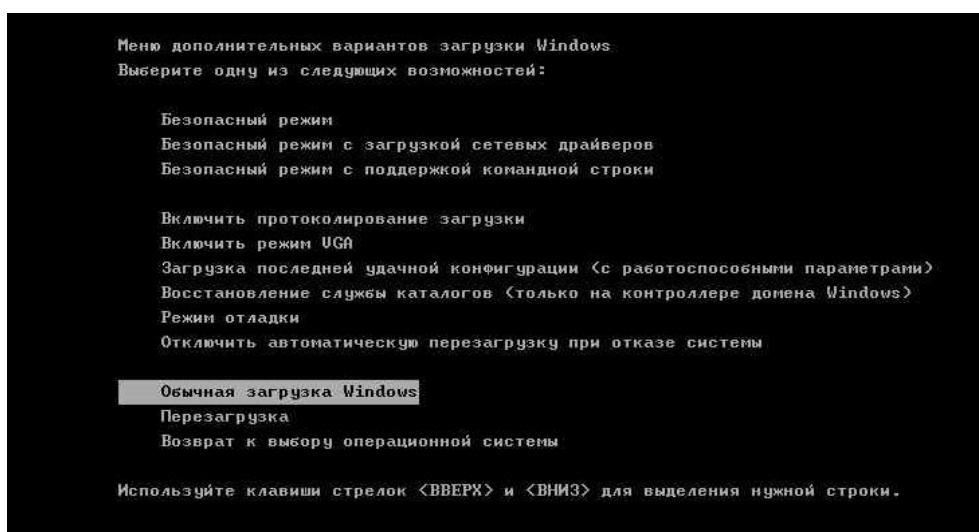 Меню дополнительных вариантов загрузки Windows
Выберите одну из следующих возможностей:
Безопасный режим
Безопасный режим с загрузкой сетевых драйверов
Безопасный режим с поддержкой командной строки
Включить протоколирование загрузки
Включить режим VGA
Загрузка последней удачной конфигурации (с работоспособными параметрами)
Восстановление службы каталогов (только на контроллере домена Windows)
Режим отладки
Отключить автоматическую перезагрузку при отказе системы
Обычная загрузка Windows
Перезагрузка
Возврат к выбору операционной системы
Используйте клавиши стрелок <ВВЕРХ> и <ВНИЗ> для выделения нужной строки.